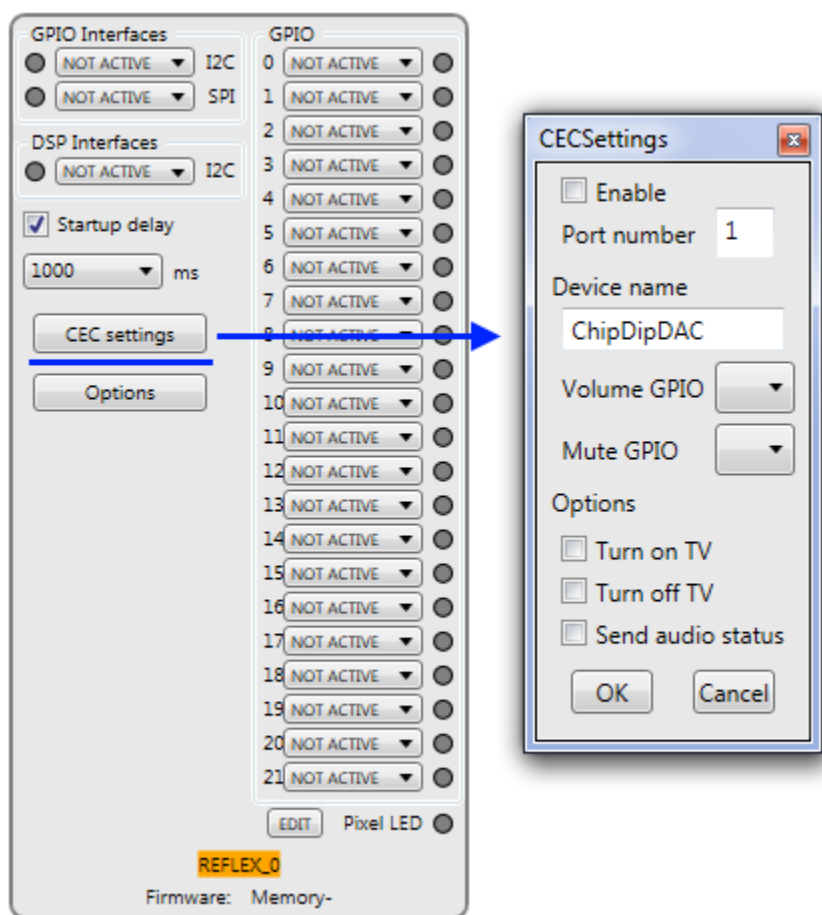 GPIO Interfaces
NOT ACTIVE I2C
NOT ACTIVE SPI
DSP Interfaces
NOT ACTIVE I2C
Startup delay
1000 ms
CEC settings
Options
GPIO
0 NOT ACTIVE
1 NOT ACTIVE
2 NOT ACTIVE
3 NOT ACTIVE
4 NOT ACTIVE
5 NOT ACTIVE
6 NOT ACTIVE
7 NOT ACTIVE
8 NOT ACTIVE
9 NOT ACTIVE
10 NOT ACTIVE
11 NOT ACTIVE
12 NOT ACTIVE
13 NOT ACTIVE
14 NOT ACTIVE
15 NOT ACTIVE
16 NOT ACTIVE
17 NOT ACTIVE
18 NOT ACTIVE
19 NOT ACTIVE
20 NOT ACTIVE
21 NOT ACTIVE
EDIT Pixel LED
REFLEX_0
Firmware: Memory-
CECSettings
Enable
Port number 1
Device name
ChipDipDAC
Volume GPIO
Mute GPIO
Options
Turn on TV
Turn off TV
Send audio status
OK Cancel